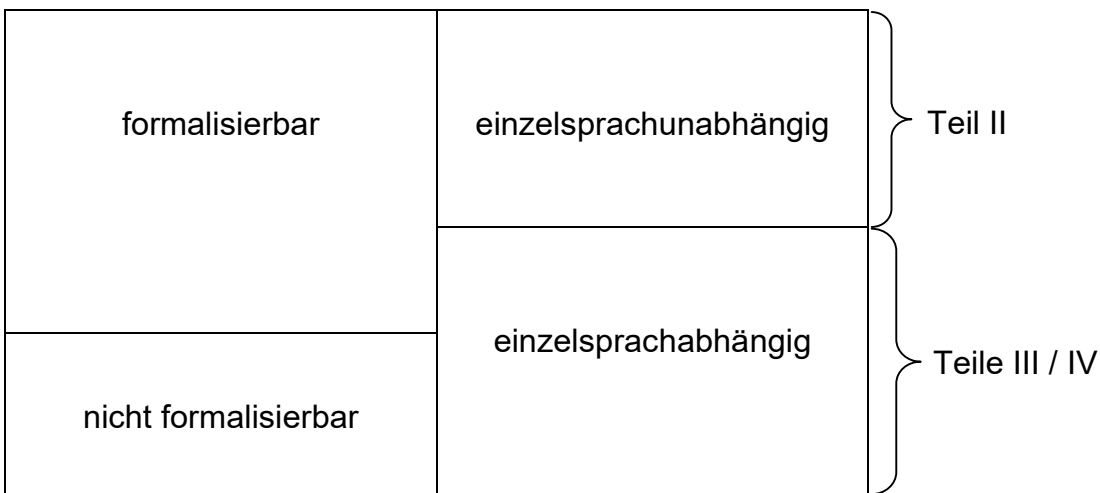 formalisierbar
einzelsprachunabhängig
Teil II
einzelsprachabhängig
Teile III / IV
nicht formalisierbar